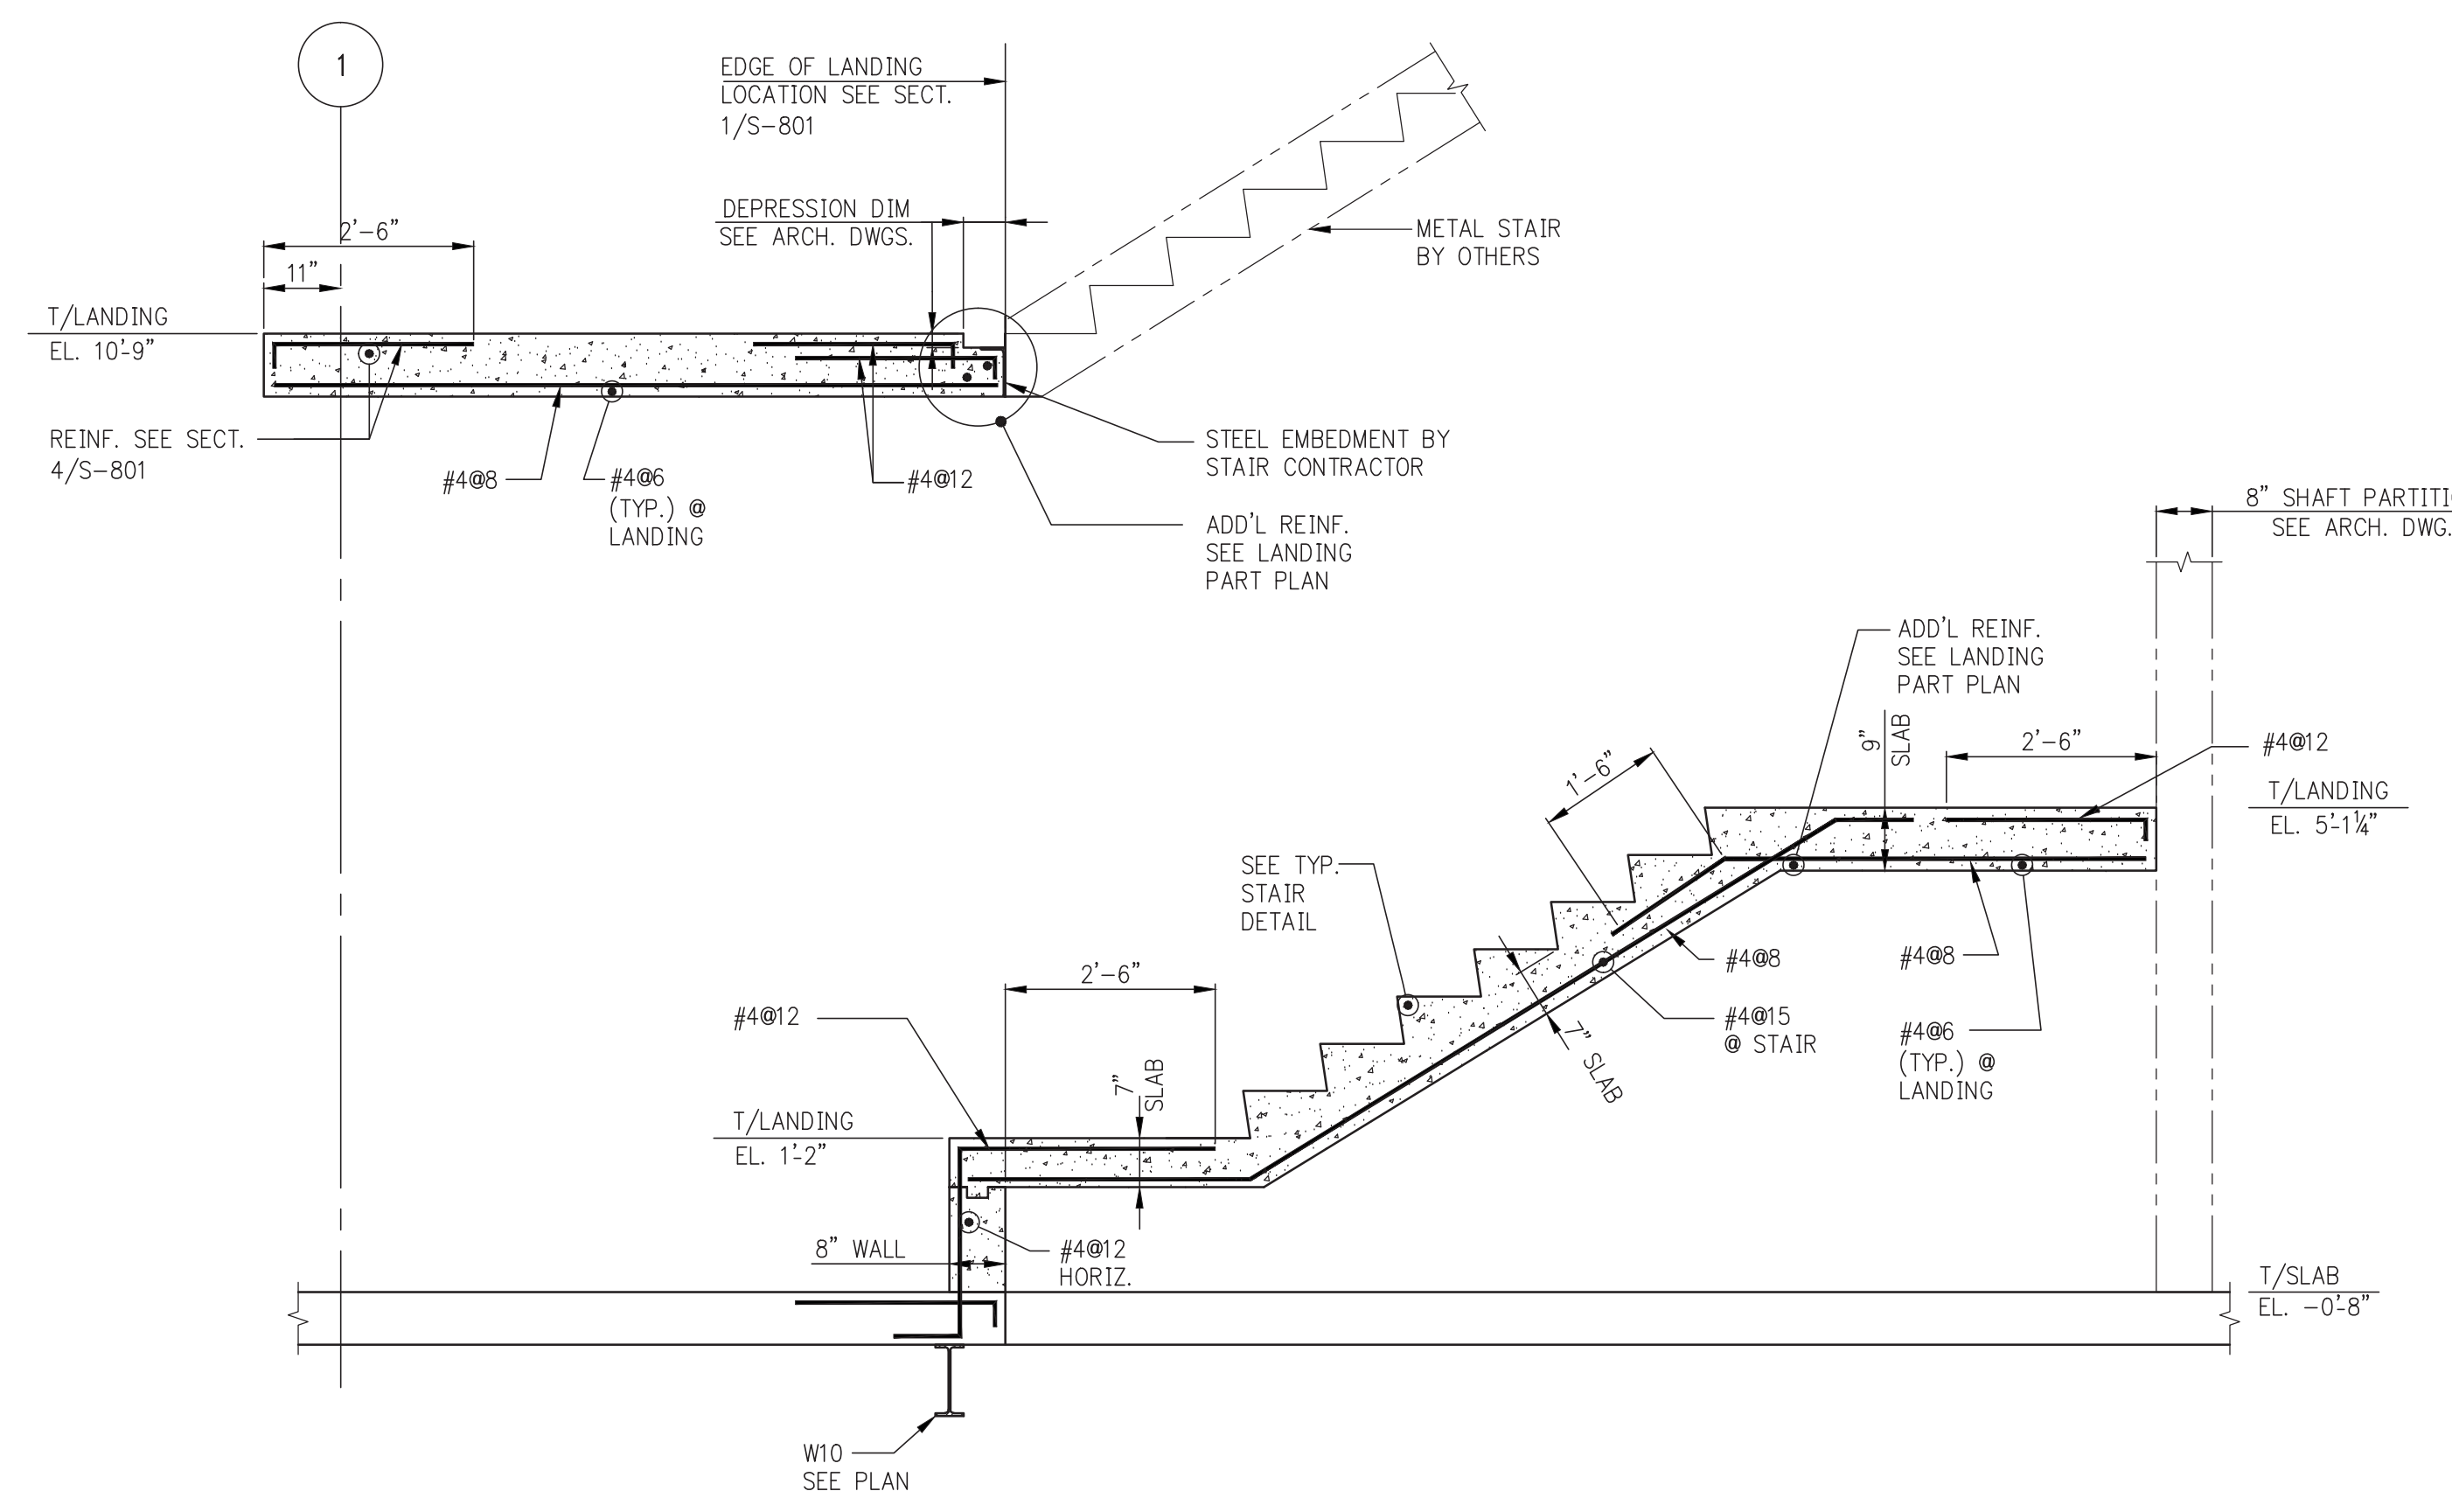 1
EDGE OF LANDING
LOCATION SEE SECT.
1/S-801
DEPRESSION DIM
SEE ARCH. DWGS.
METAL STAIR
BY OTHERS
2'-6"
11"
T/LANDING
EL. 10'-9"
REINF. SEE SECT.
4/S-801
#4@8
#4@6
(TYP.) @
LANDING
#4@12
STEEL EMBEDMENT BY
STAIR CONTRACTOR
ADD'L REINF.
SEE LANDING
PART PLAN
8" SHAFT PARTITI
SEE ARCH. DWG.
ADD'L REINF.
SEE LANDING
PART PLAN
9"
SLAB
2'-6"
#4@12
T/LANDING
EL. 5'-1¼"
1'-6"
SEE TYP.
STAIR
DETAIL
#4@8
#4@15
@ STAIR
#4@8
#4@6
(TYP.) @
LANDING
7" SLAB
2'-6"
#4@12
7"
SLAB
T/LANDING
EL. 1'-2"
8" WALL
#4@12
HORIZ.
T/SLAB
EL. -0'-8"
W10
SEE PLAN